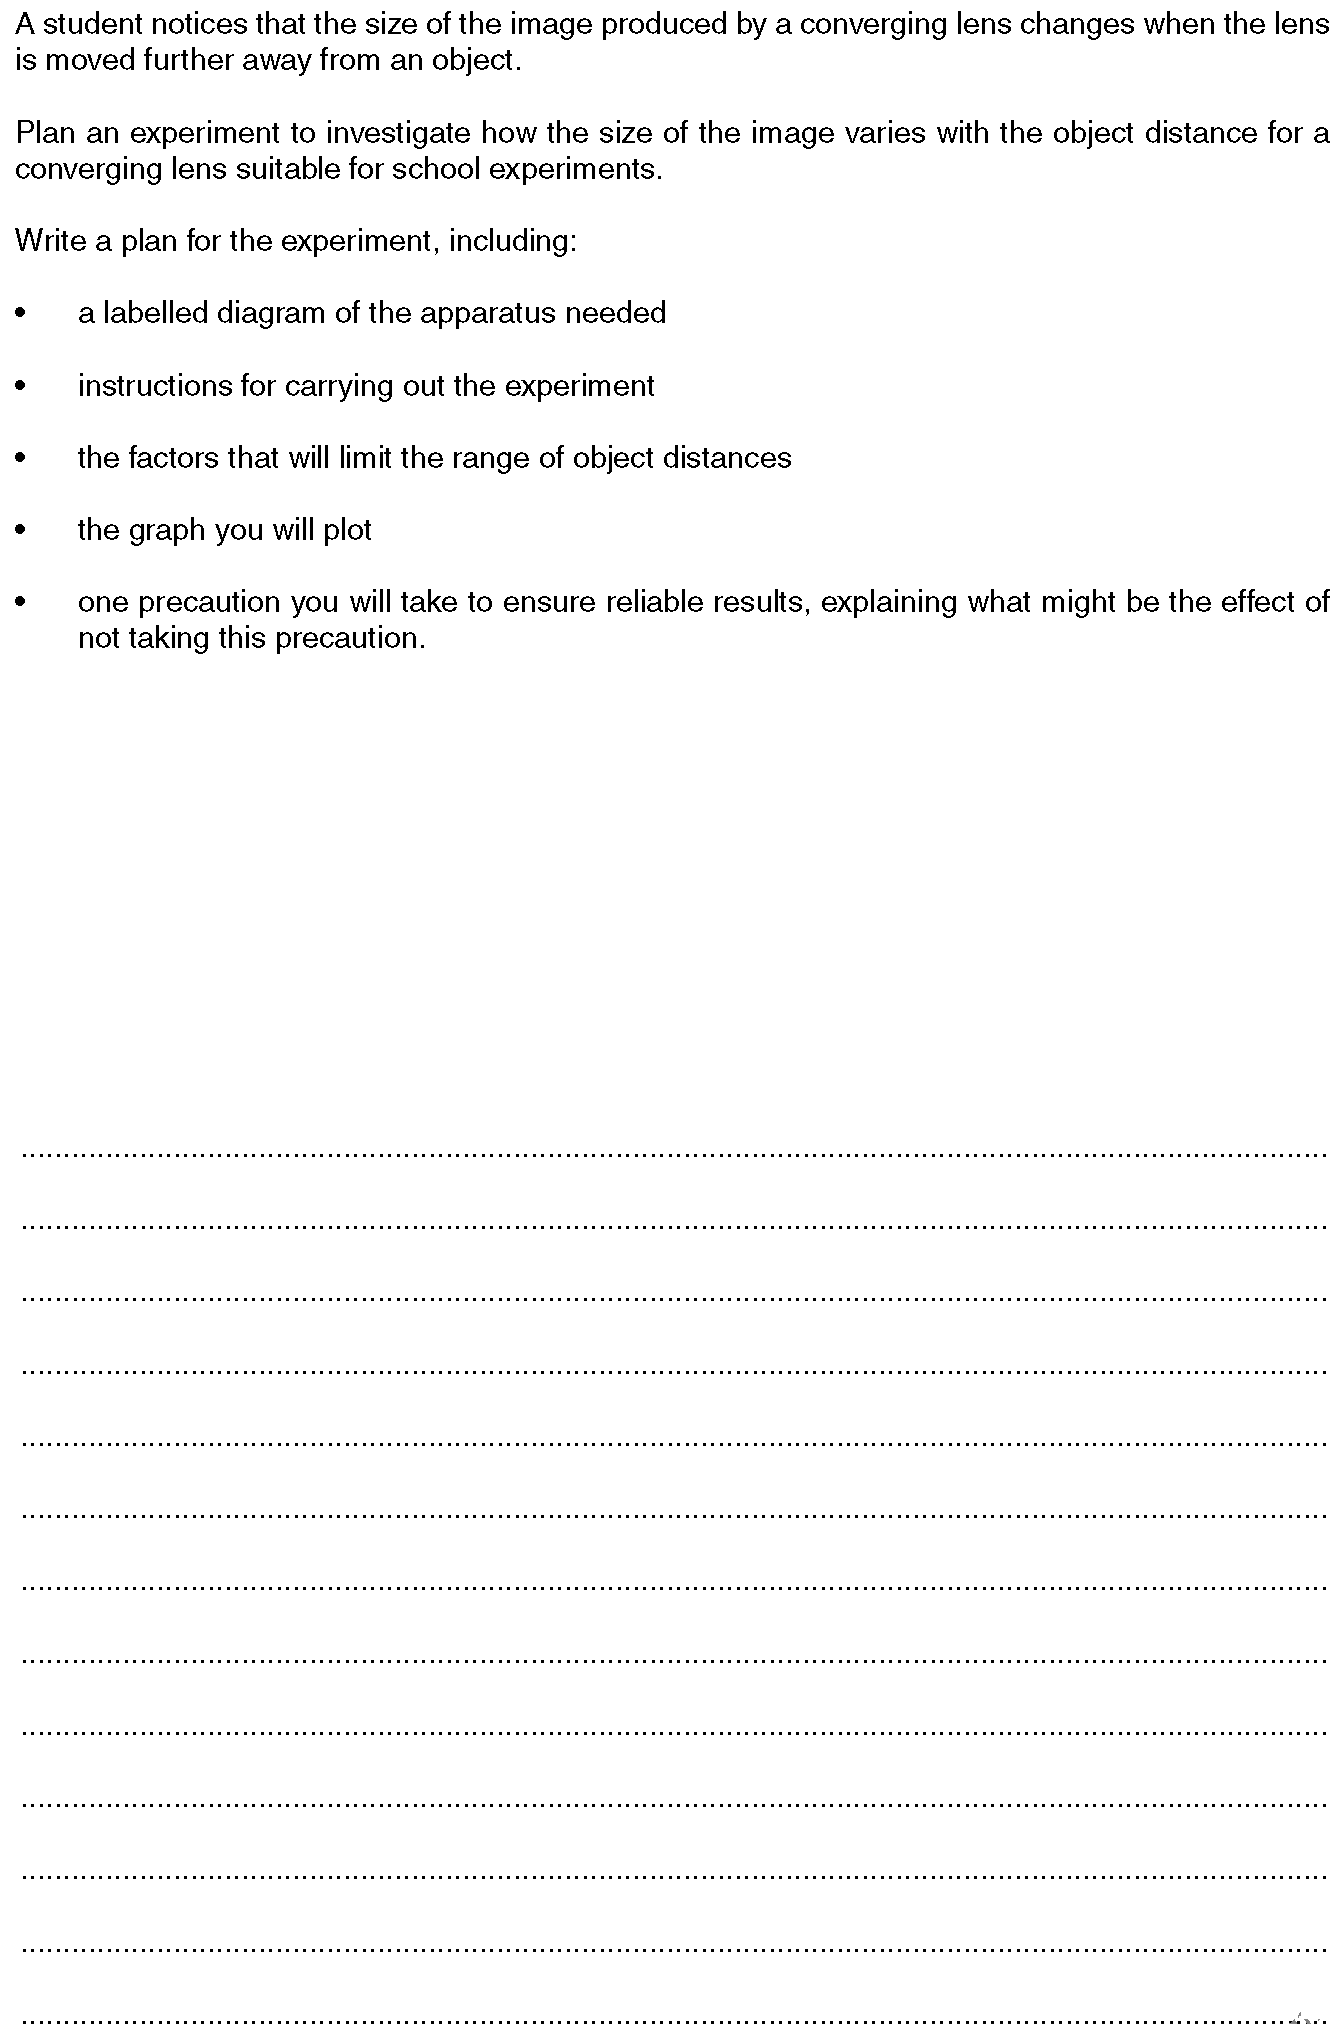 A student notices that the size of the image produced by a converging lens changes when the lens
is moved further away from an object.
Plan an experiment to investigate how the size of the image varies with the object distance for a
converging lens suitable for school experiments.
Write a plan for the experiment, including:
• a labelled diagram of the apparatus needed
• instructions for carrying out the experiment
• the factors that will limit the range of object distances
• the graph you will plot
• one precaution you will take to ensure reliable results, explaining what might be the effect of
not taking this precaution.